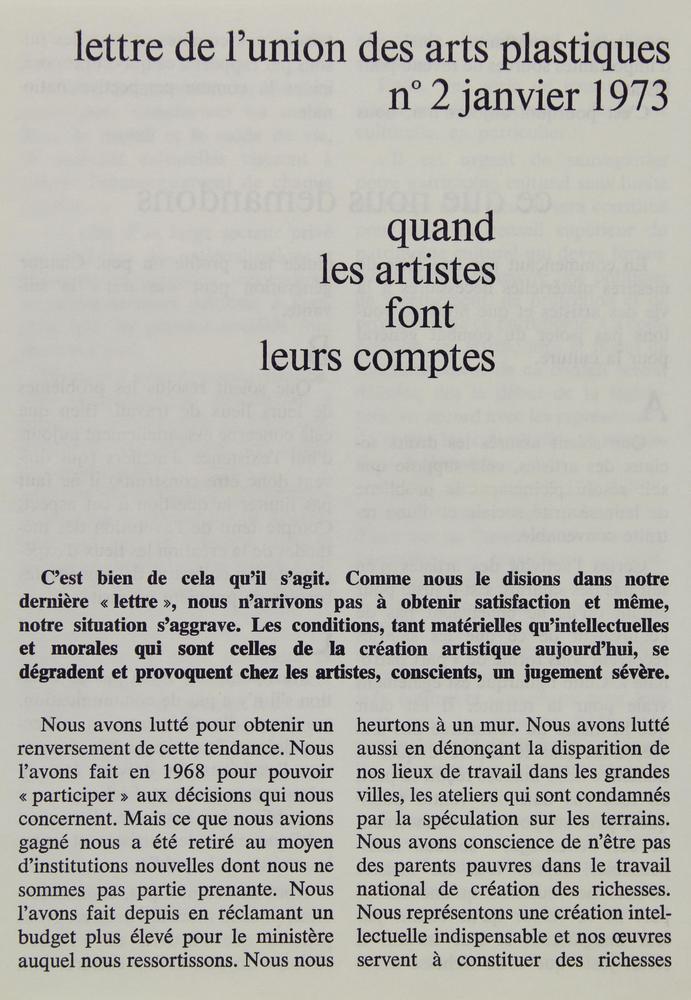 lettre de l'union des arts plastiques
n° 2 janvier 1973
quand
les artistes
font
leurs comptes
C'est bien de cela qu'il s'agit. Comme nous le disions dans notre
dernière « lettre », nous n'arrivons pas à obtenir satisfaction et même,
notre situation s'aggrave. Les conditions, tant matérielles qu'intellectuelles
et morales qui sont celles de la création artistique aujourd'hui, se
dégradent et provoquent chez les artistes, conscients, un jugement sévère.
Nous avons lutté pour obtenir un
renversement de cette tendance. Nous
l'avons fait en 1968 pour pouvoir
« participer » aux décisions qui nous
concernent. Mais ce que nous avions
gagné nous a été retiré au moyen
d'institutions nouvelles dont nous ne
sommes pas partie prenante. Nous
l'avons fait depuis en réclamant un
budget plus élevé pour le ministère
auquel nous ressortissons. Nous nous
heurtons à un mur. Nous avons lutté
aussi en dénonçant la disparition de
nos lieux de travail dans les grandes
villes, les ateliers qui sont condamnés
par la spéculation sur les terrains.
Nous avons conscience de n'être pas
des parents pauvres dans le travail
national de création des richesses.
Nous représentons une création intel-
lectuelle indispensable et nos œuvres
servent à constituer des richesses